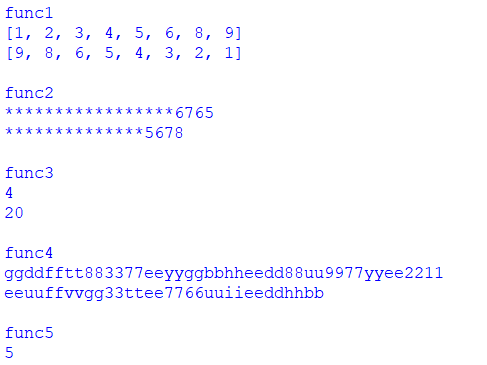 func1
[1, 2, 3, 4, 5, 6, 8, 9]
[9, 8, 6, 5, 4, 3, 2, 1]
func2
*****************6765
**************5678
func3
4
20
func4
ggddfftt883377eeyyggbbhheedd88uu9977yyee2211
eeuuffvvgg33ttee7766uuiieeddhhbb
func5
5